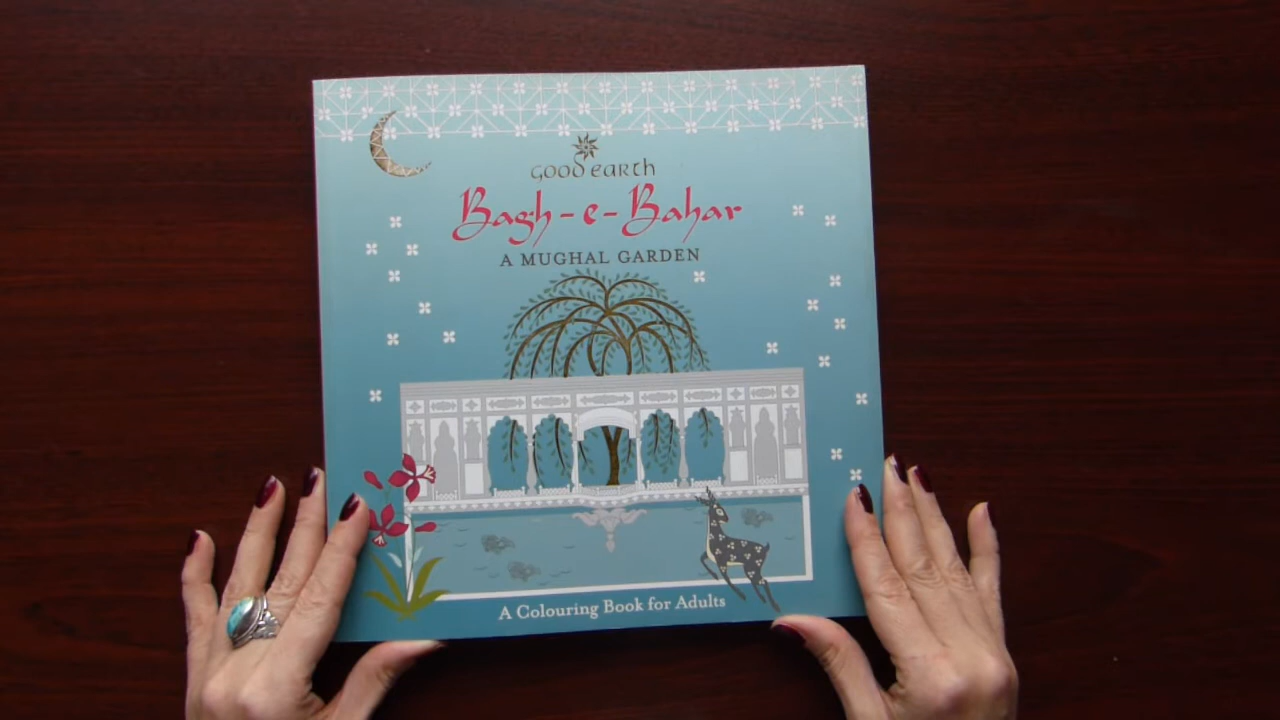 GOOD EARTH
Bagh-e-Bahar
A MUGHAL GARDEN
A Colouring Book for Adults